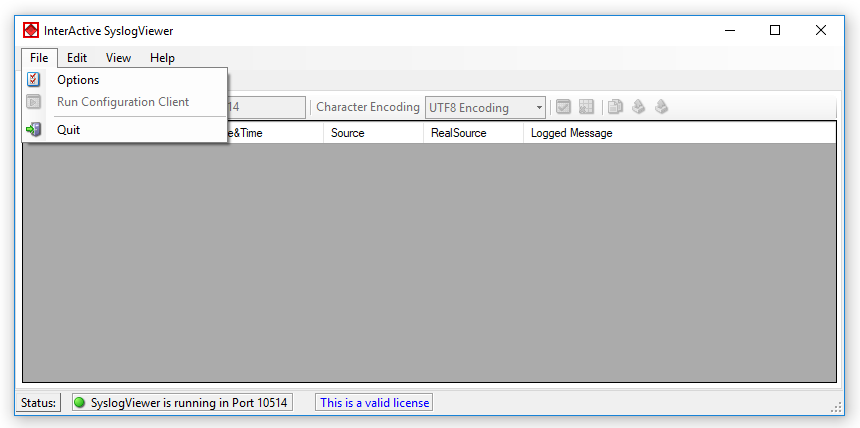 InterActive SyslogViewer
File Edit View Help
Options
Run Configuration Client
Quit
14 Character Encoding UTF8 Encoding
e&Time Source RealSource Logged Message
Status: SyslogViewer is running in Port 10514 This is a valid license